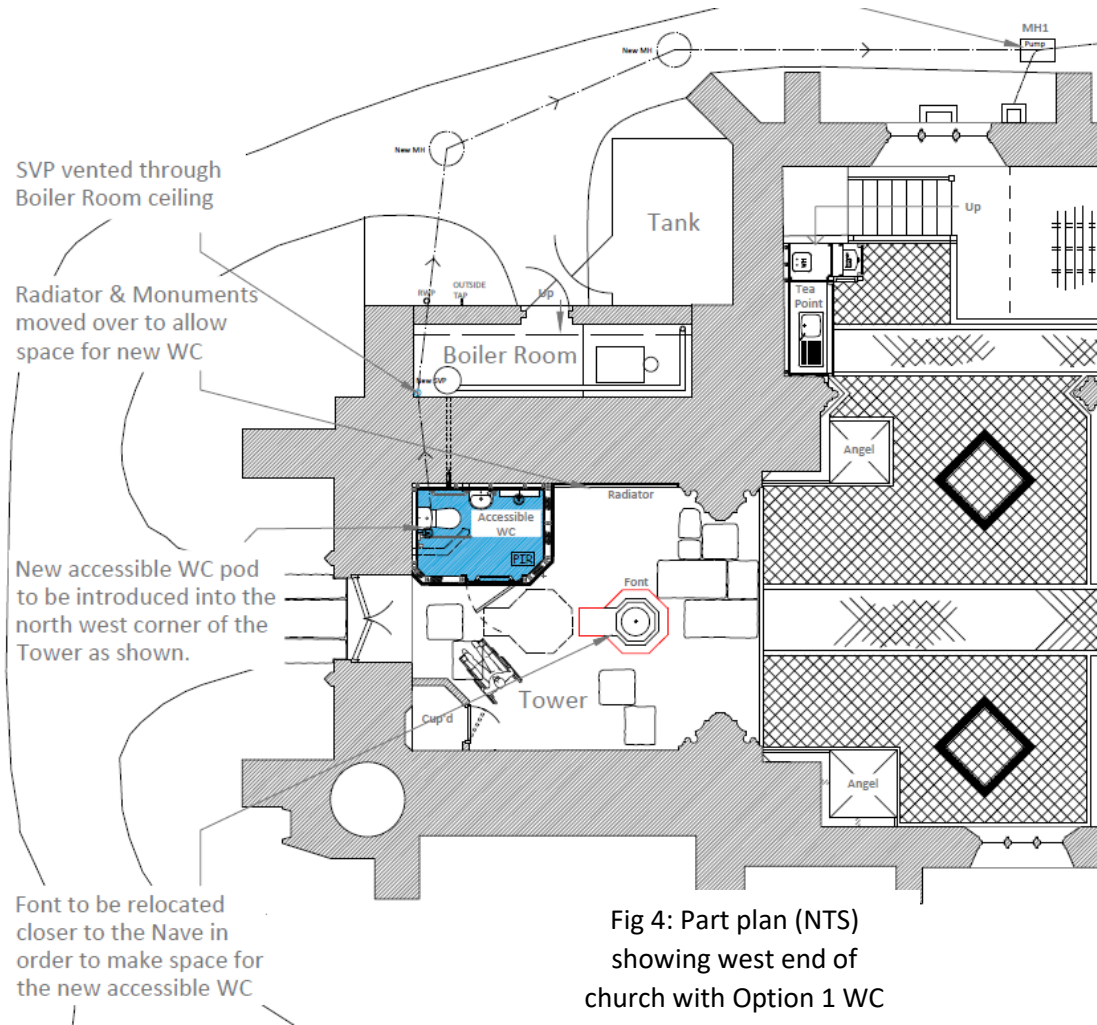 MH1
Pump
New MH
New MH
SVP vented through
Boiler Room ceiling
Tank
Up
Radiator & Monuments
moved over to allow
space for new WC
RWP
OUTSIDE
TAP
Up
Tea
Point
Boiler Room
New SVP
Angel
Radiator
Accessible
WC
PIR
New accessible WC pod
to be introduced into the
north west corner of the
Tower as shown.
Font
Tower
Cup'd
Angel
Font to be relocated
closer to the Nave in
order to make space for
the new accessible WC
Fig 4: Part plan (NTS)
showing west end of
church with Option 1 WC